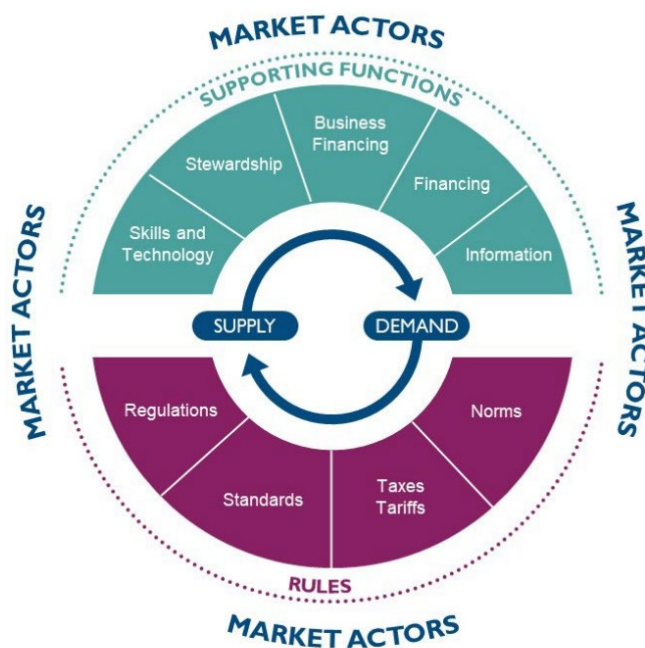 MARKET ACTORS
SUPPORTING FUNCTIONS
Business
Financing
Stewardship
Financing
Skills and
Technology
Information
MARKET ACTORS
MARKET ACTORS
SUPPLY
DEMAND
Regulations
Norms
Standards
Taxes
Tariffs
RULES
MARKET ACTORS